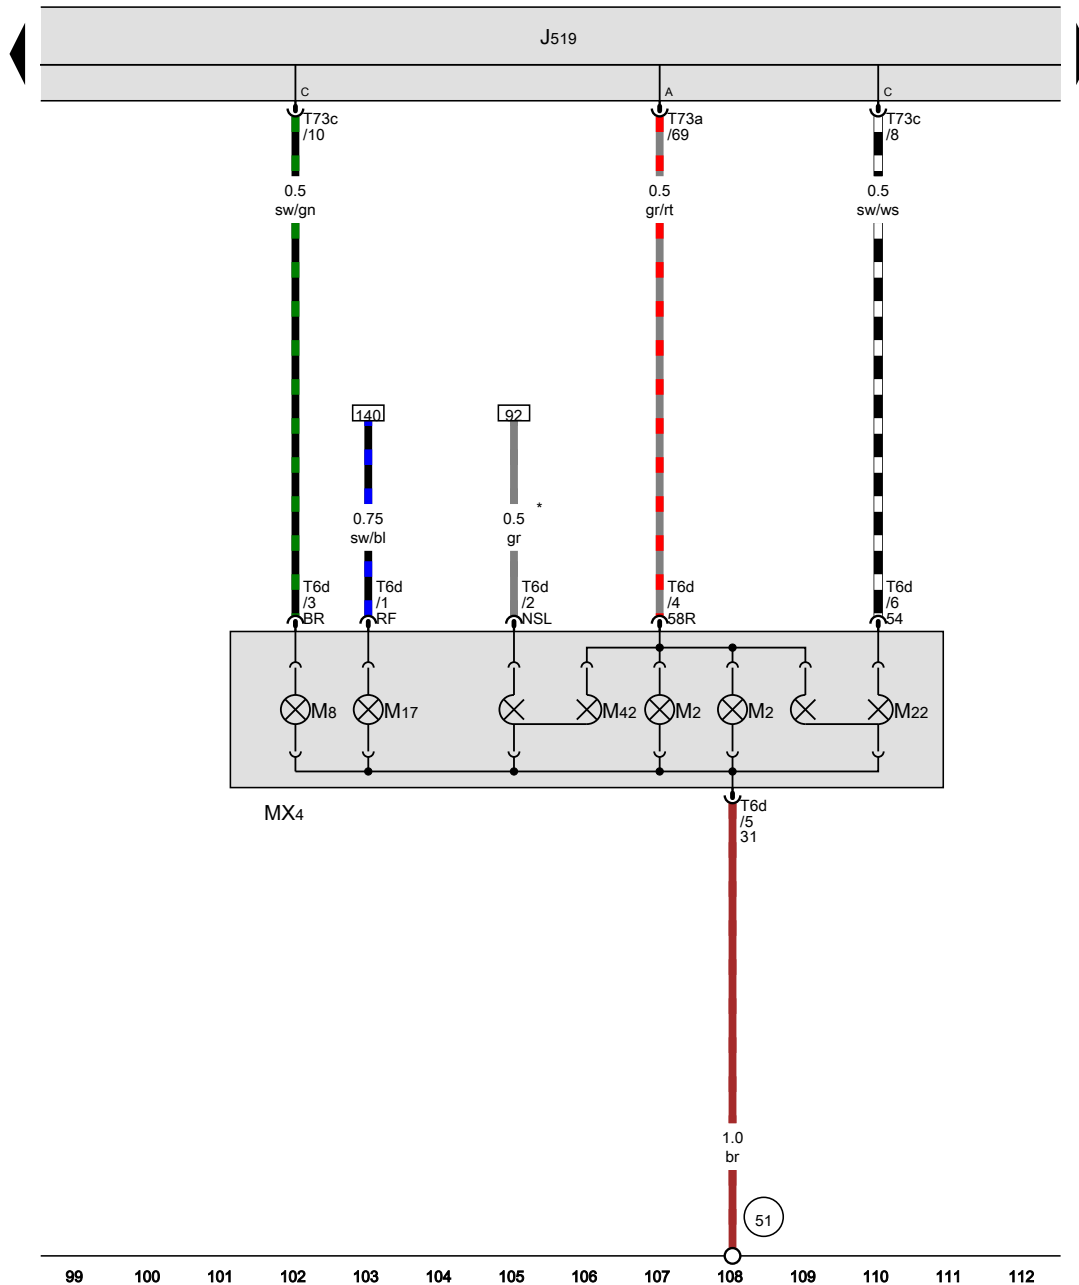 J519
C
A
C
T73c
/10
T73a
/69
T73c
/8
0.5
sw/gn
0.5
gr/rt
0.5
sw/ws
140
92
0.75
sw/bl
0.5
gr
*
T6d
/3
BR
T6d
/1
RF
T6d
/2
NSL
T6d
/4
58R
T6d
/6
54
M8
M17
M42
M2
M2
M22
MX4
T6d
/5
31
1.0
br
51
99 100 101 102 103 104 105 106 107 108 109 110 111 112